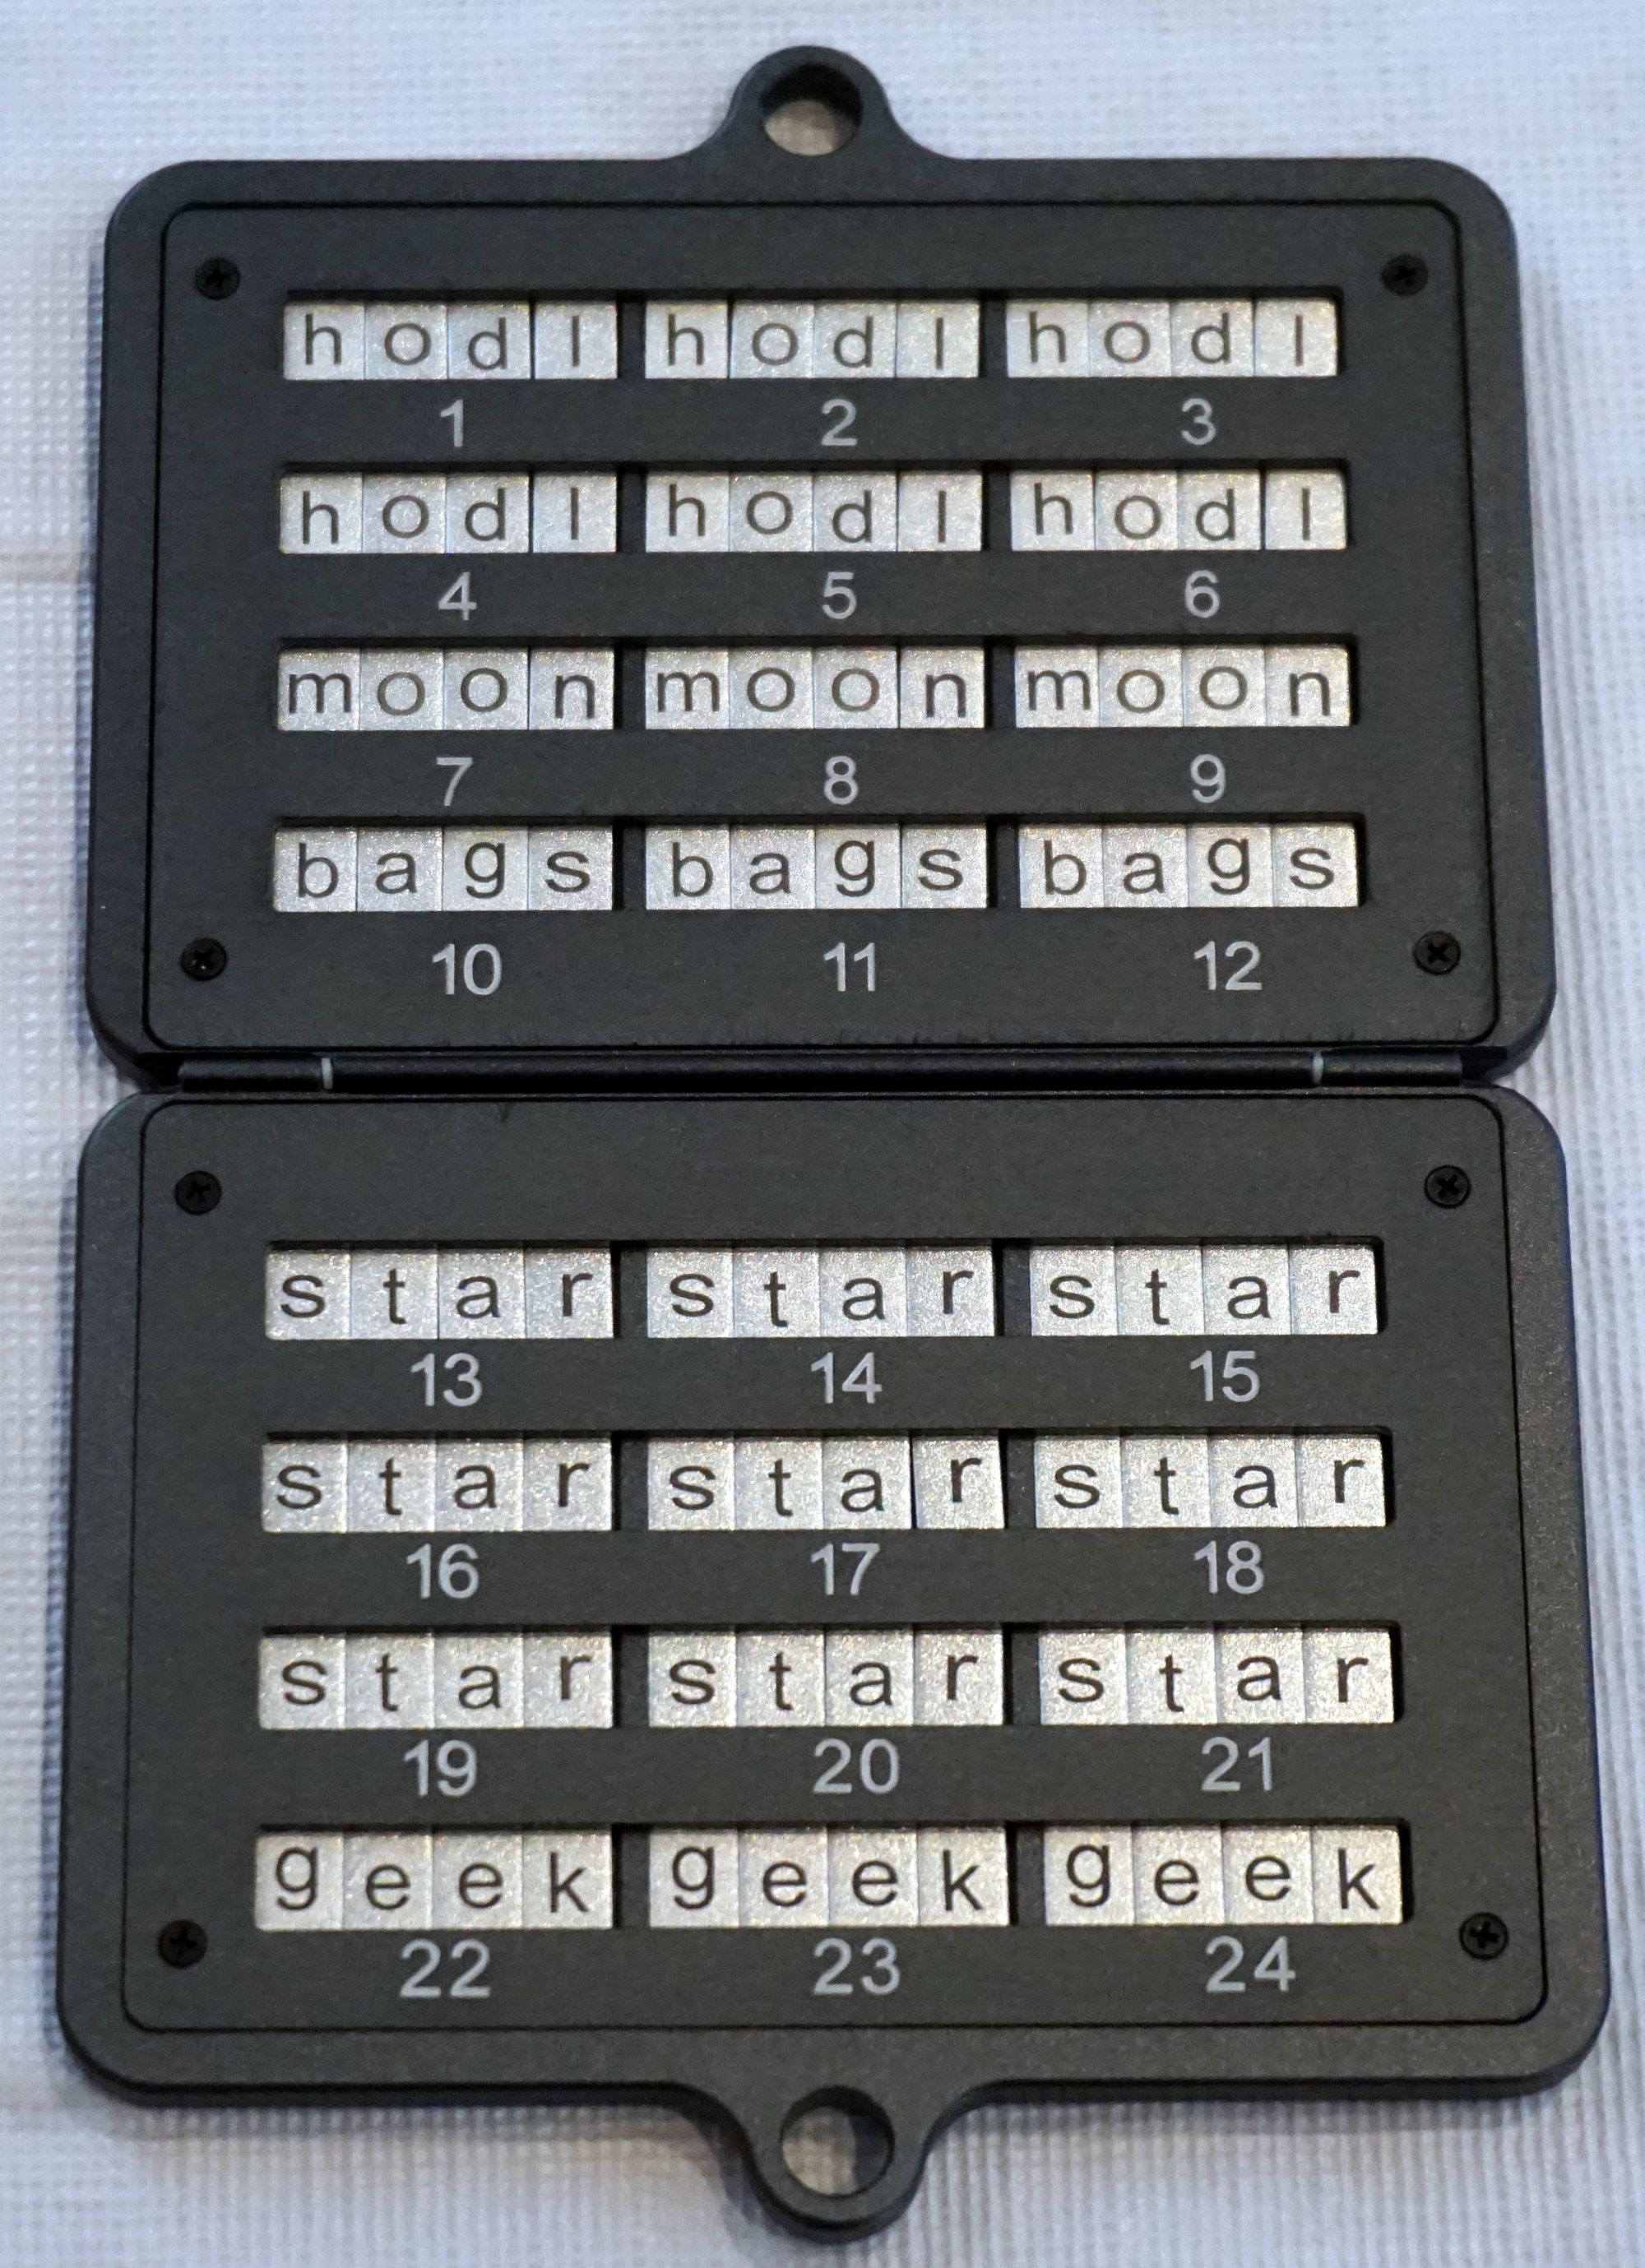 hodl hodl hodl
1 2 3
hodl hodl hodl
4 5 6
moon moon moon
7 8 9
bags bags bags
10 11 12
star star star
13 14 15
star star star
16 17 18
star star star
19 20 21
geek geek geek
22 23 24